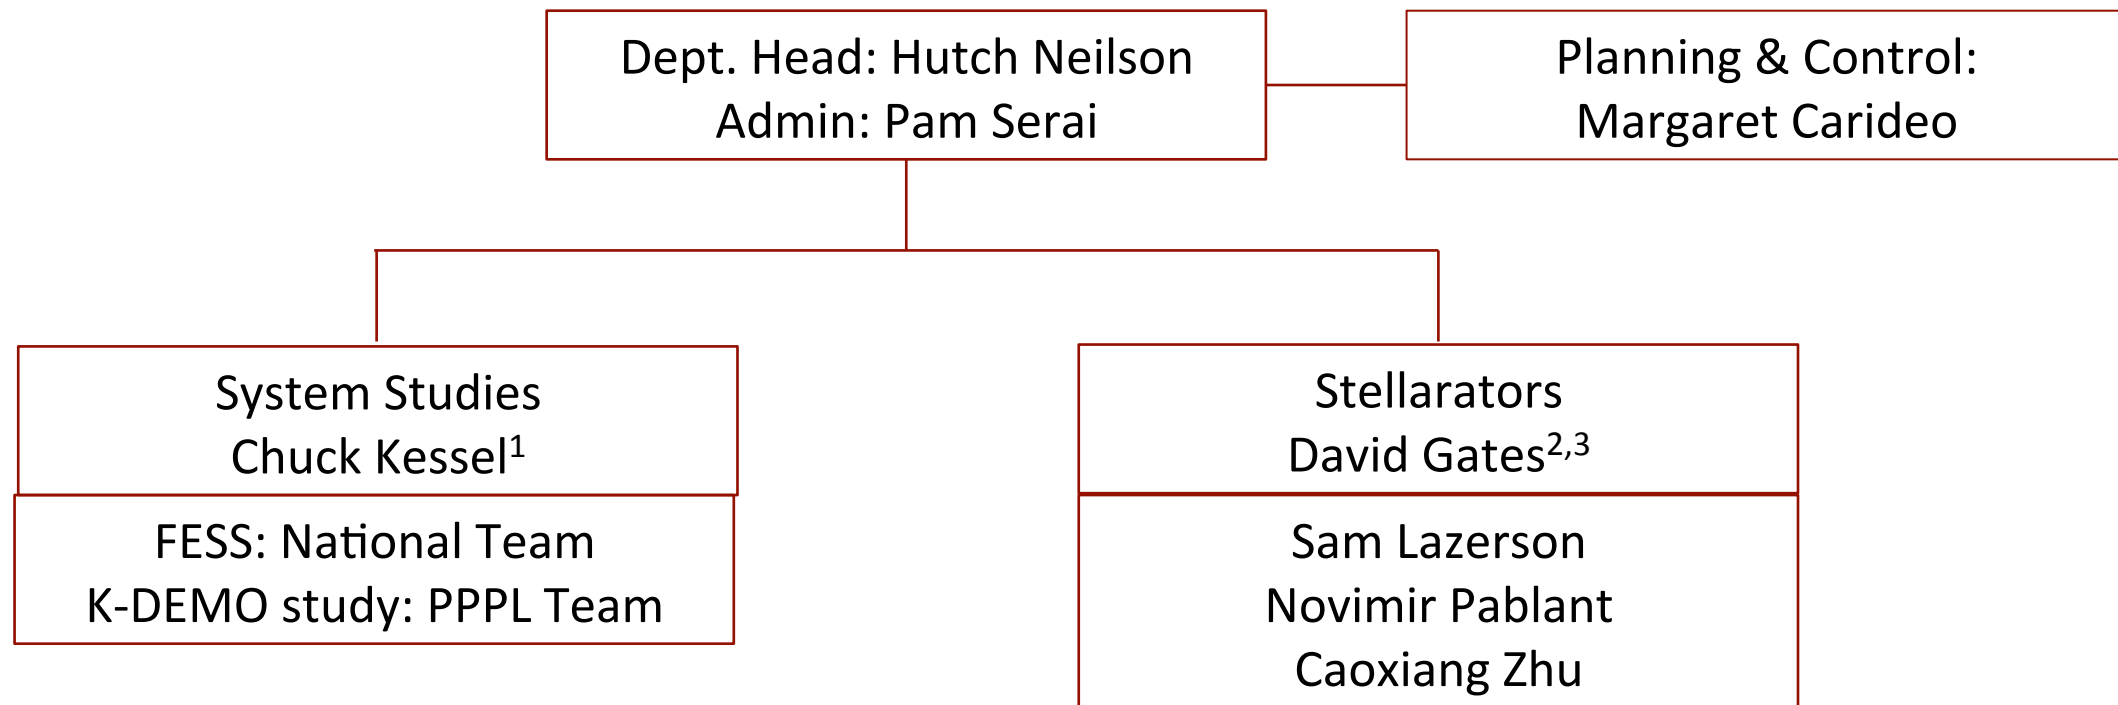 Dept. Head: Hutch Neilson
Admin: Pam Serai
Planning & Control:
Margaret Carideo
System Studies
Chuck Kessel¹
FESS: National Team
K-DEMO study: PPPL Team
Stellarators
David Gates²,³
Sam Lazerson
Novimir Pablant
Caoxiang Zhu